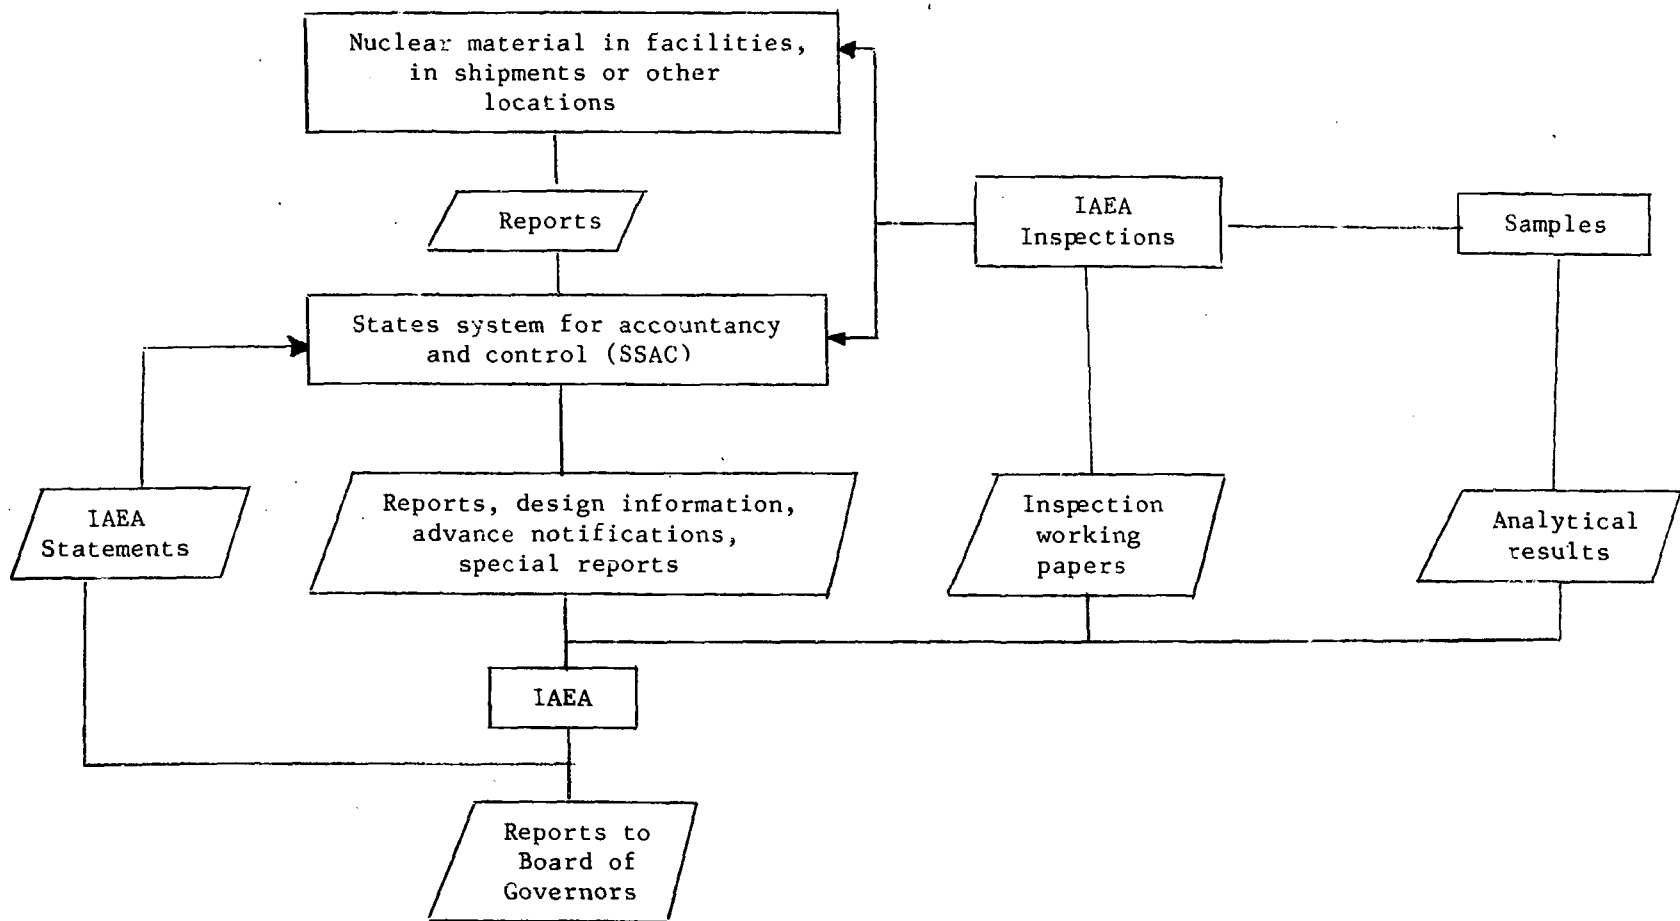 Nuclear material in facilities,
in shipments or other
locations
Reports
IAEA
Inspections
Samples
States system for accountancy
and control (SSAC)
IAEA
Statements
Reports, design information,
advance notifications,
special reports
Inspection
working
papers
Analytical
results
IAEA
Reports to
Board of
Governors